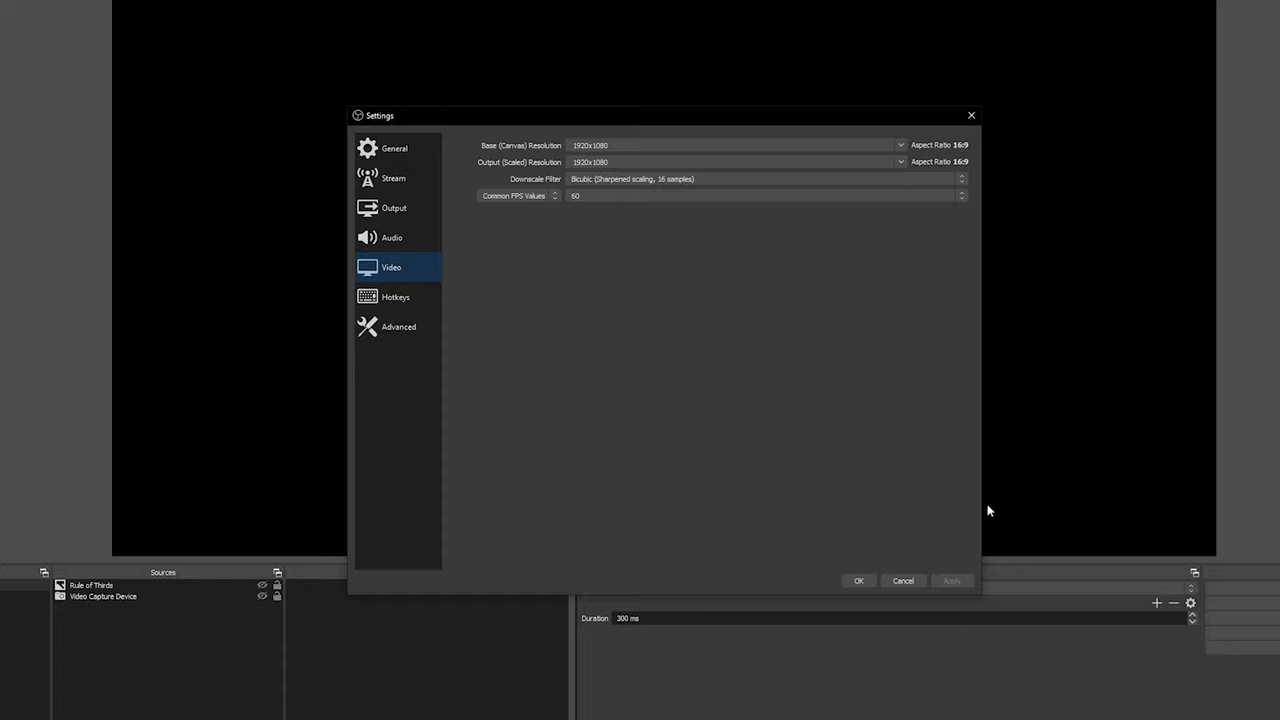 Settings
General
Stream
Output
Audio
Video
Hotkeys
Advanced
Base (Canvas) Resolution 1920x1080 Aspect Ratio 16:9
Output (Scaled) Resolution 1920x1080 Aspect Ratio 16:9
Downscale Filter Bicubic (Sharpened scaling, 16 samples)
Common FPS Values 60
OK Cancel Apply
Sources
Rule of Thirds
Video Capture Device
Duration 300 ms